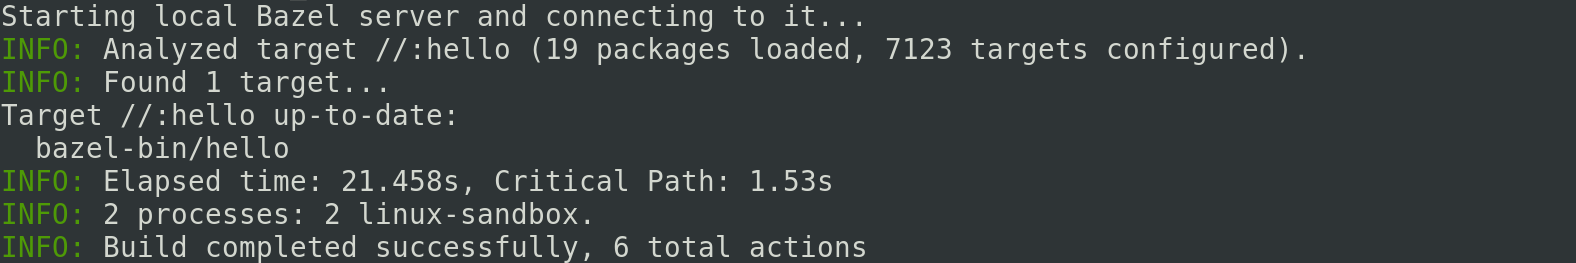 Starting local Bazel server and connecting to it...
INFO: Analyzed target //:hello (19 packages loaded, 7123 targets configured).
INFO: Found 1 target...
Target //:hello up-to-date:
  bazel-bin/hello
INFO: Elapsed time: 21.458s, Critical Path: 1.53s
INFO: 2 processes: 2 linux-sandbox.
INFO: Build completed successfully, 6 total actions